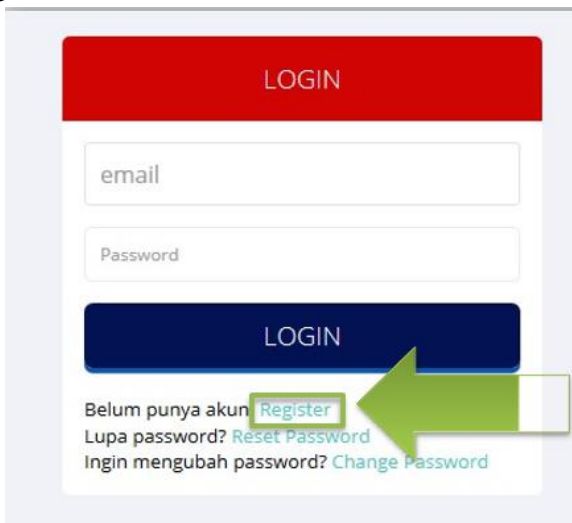 LOGIN
email
Password
LOGIN
Belum punya akun Register
Lupa password? Reset Password
Ingin mengubah password? Change Password